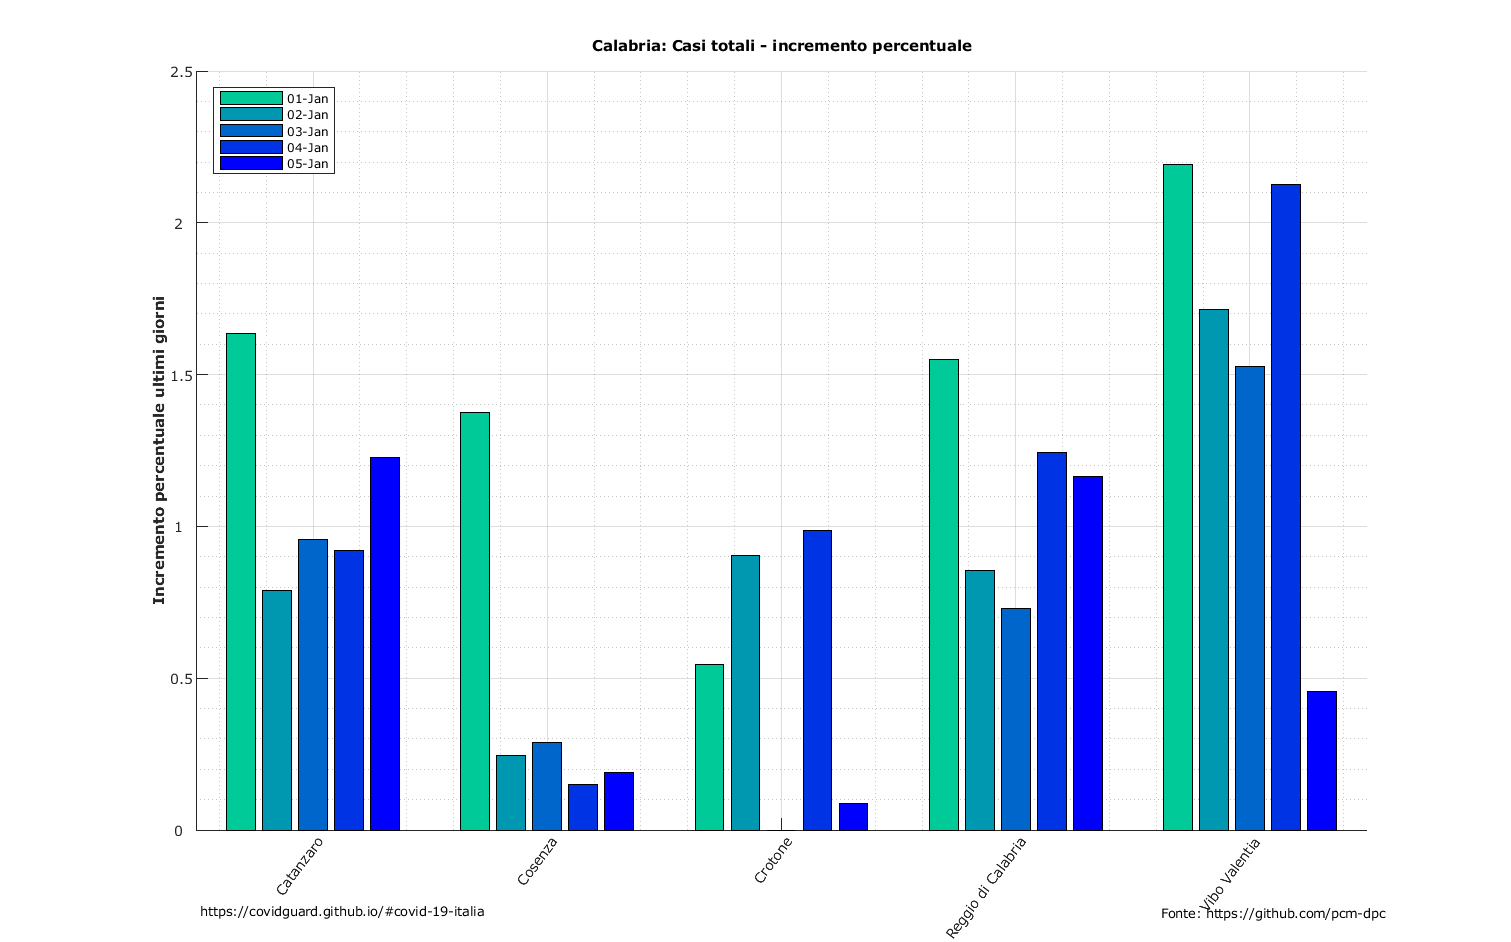 Calabria: Casi totali - incremento percentuale
Incremento percentuale ultimi giorni
2.5
2
1.5
1
0.5
0
01-Jan
02-Jan
03-Jan
04-Jan
05-Jan
Catanzaro
Cosenza
Crotone
Reggio di Calabria
Vibo Valentia
https://covidguard.github.io/#covid-19-italia
Fonte: https://github.com/pcm-dpc